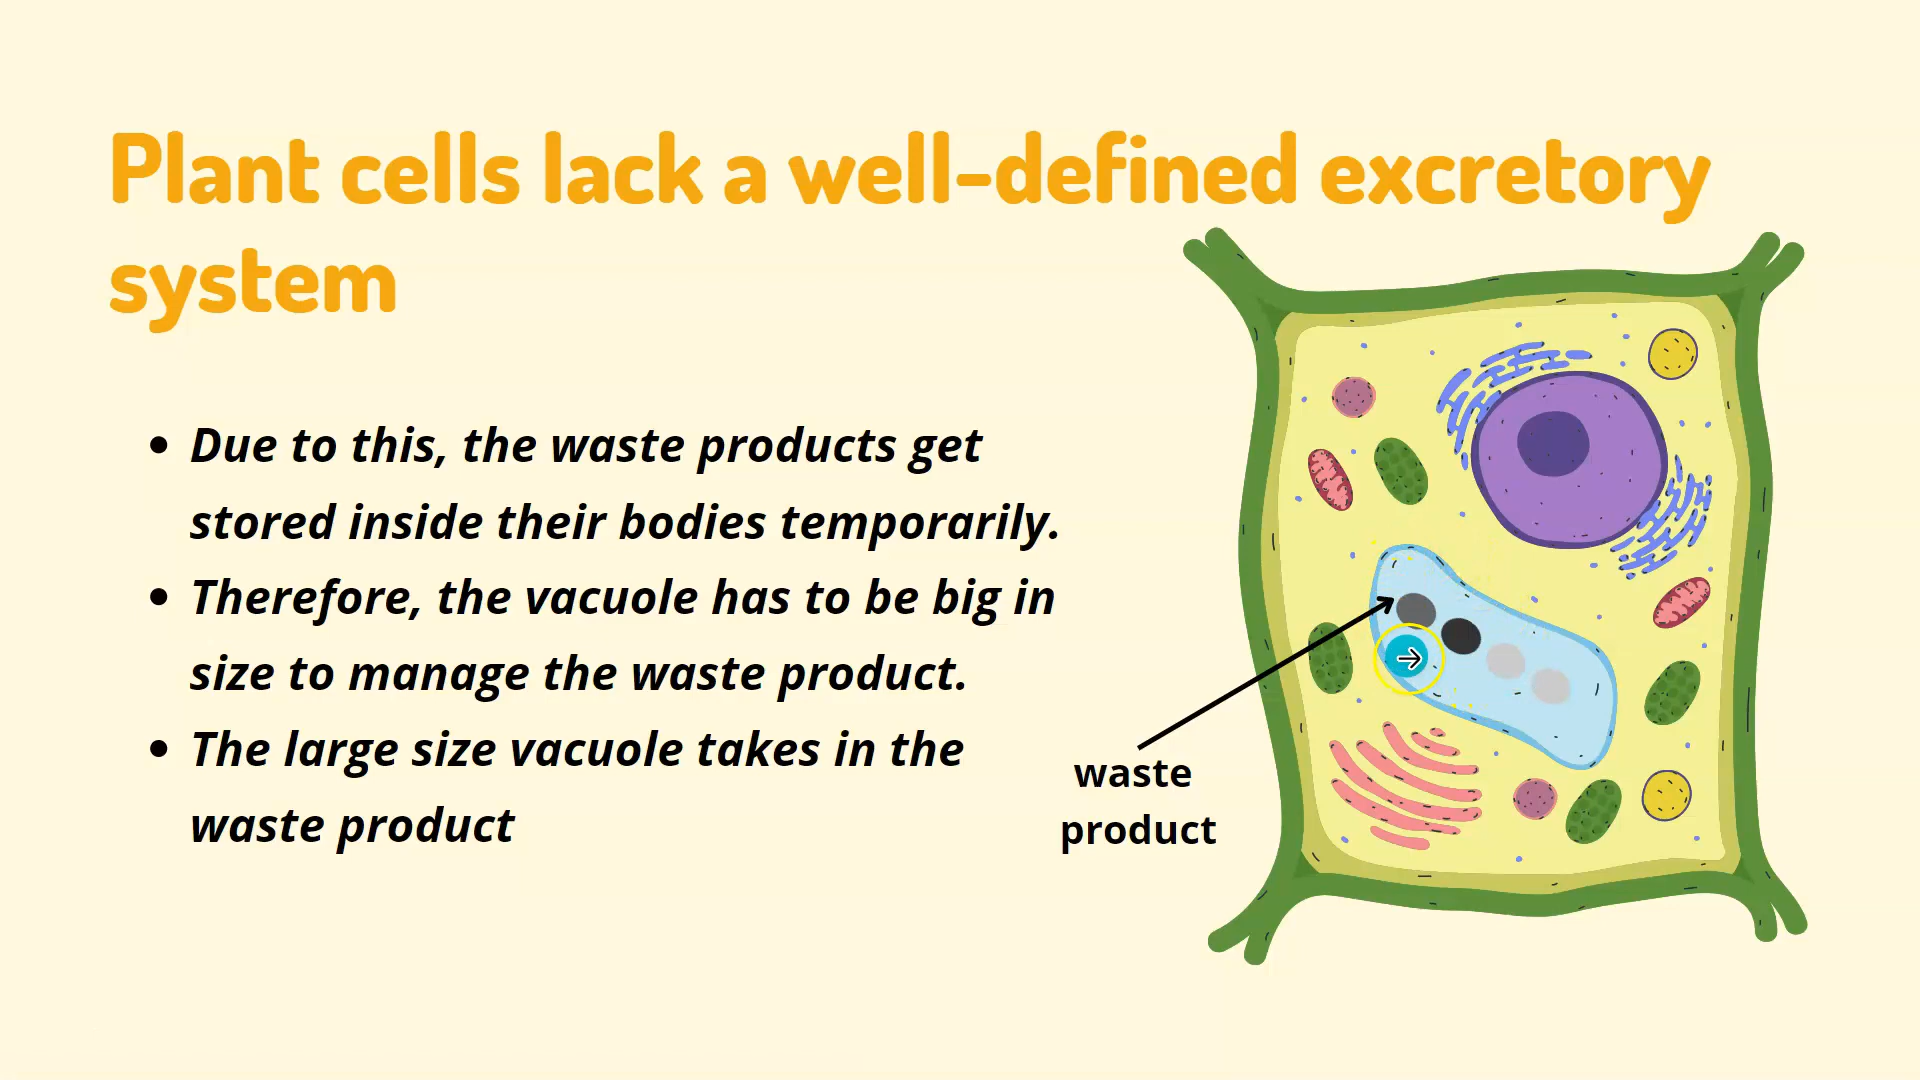 Plant cells lack a well-defined excretory
system
• Due to this, the waste products get
stored inside their bodies temporarily.
• Therefore, the vacuole has to be big in
size to manage the waste product.
• The large size vacuole takes in the
waste product
waste
product